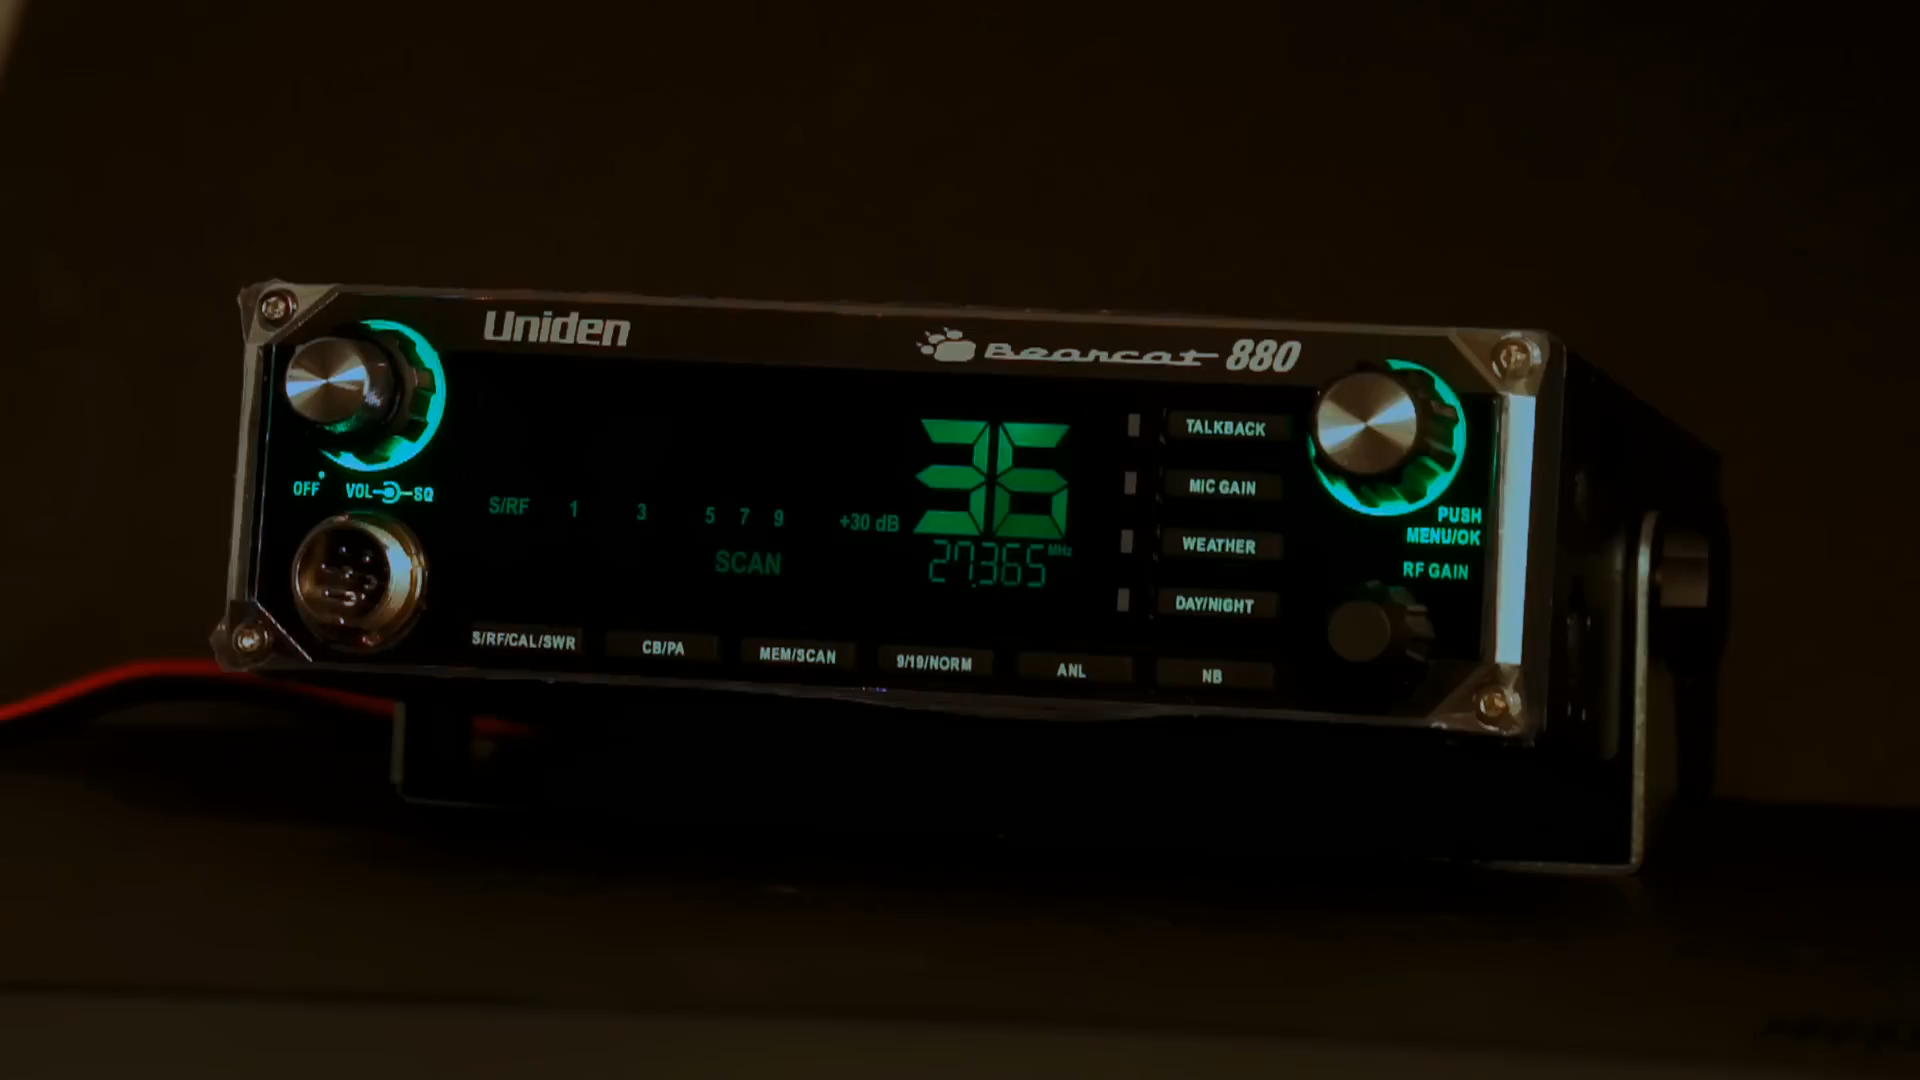 Uniden
Bearcat 880
OFF VOL SQ
S/RF 1 3 5 7 9 +30 dB
SCAN
36
27.365 MHz
TALKBACK
MIC GAIN
WEATHER
DAY/NIGHT
PUSH
MENU/OK
RF GAIN
S/RF/CAL/SWR CB/PA MEM/SCAN 9/19/NORM ANL NB